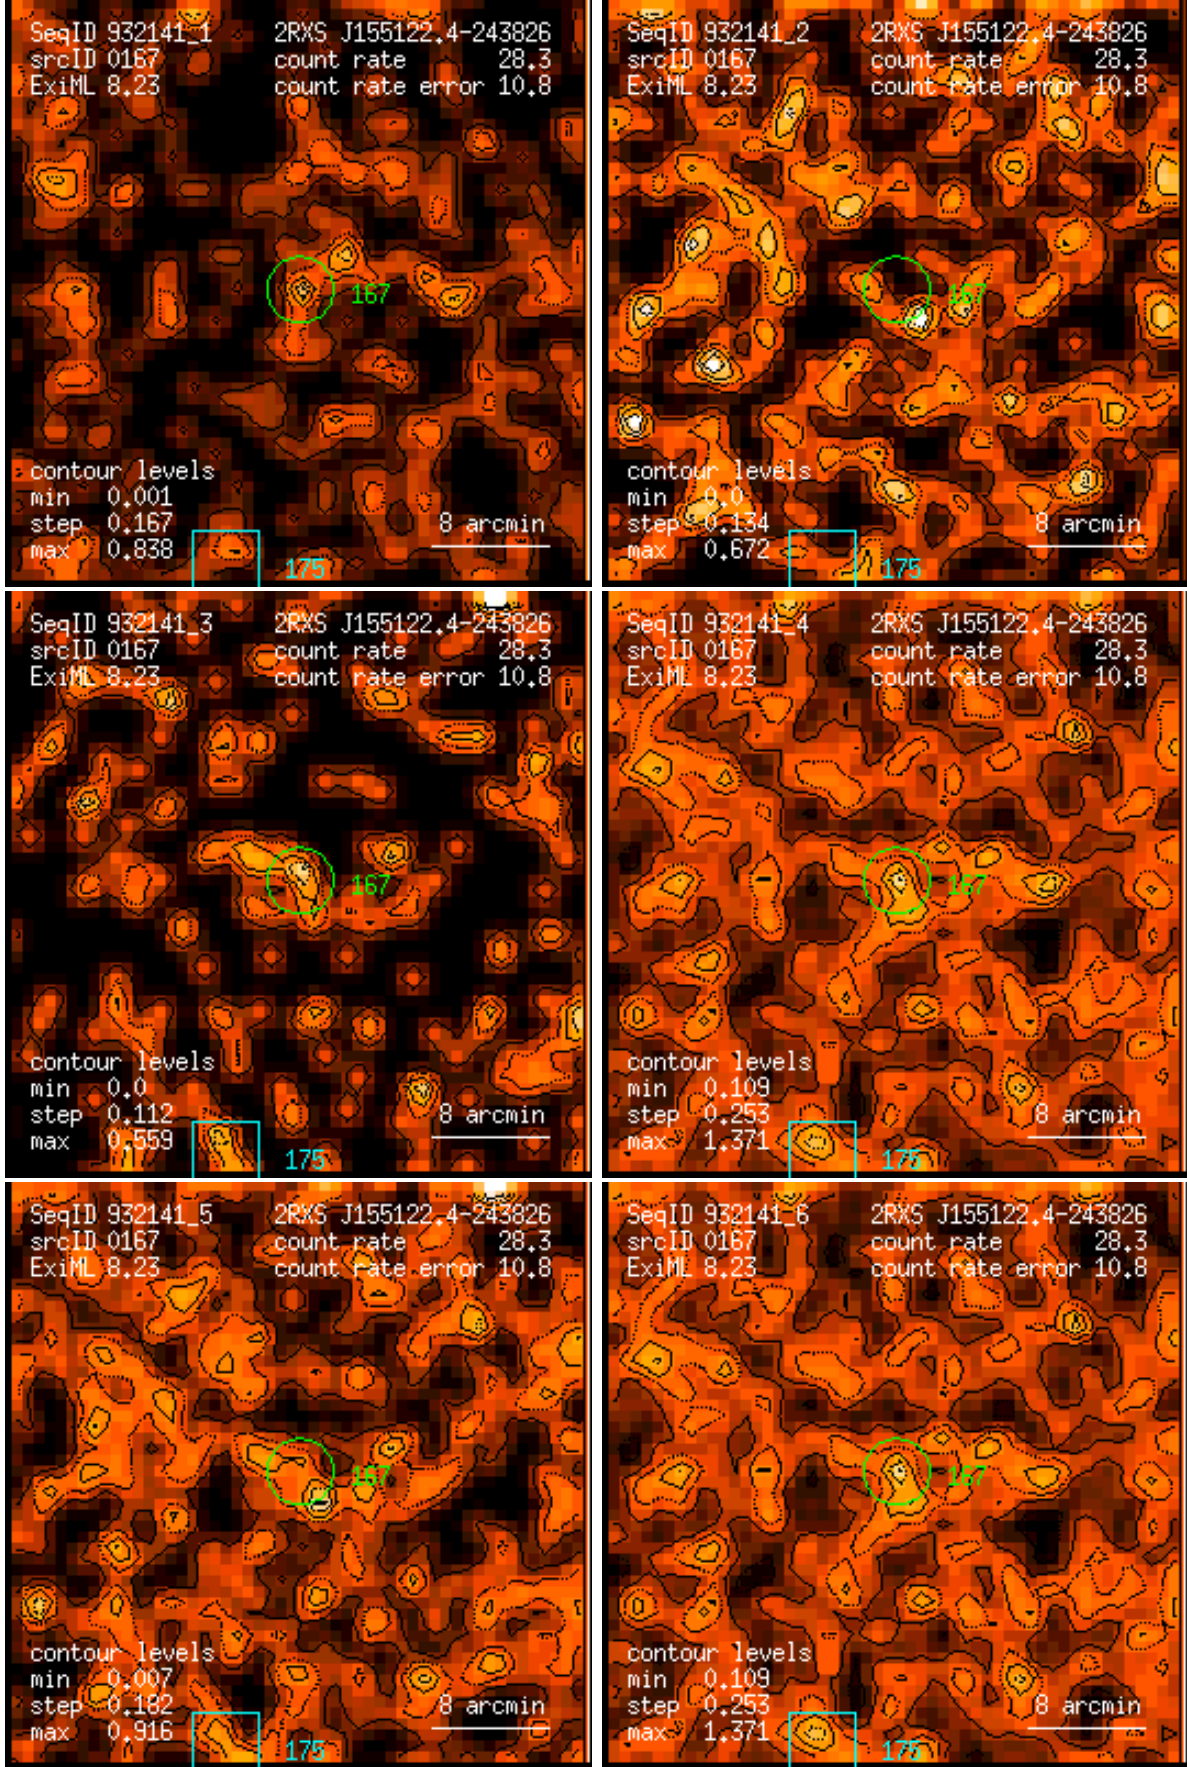 SeqID 932141_1 2RXS J155122.4-243826
srcID 0167 count rate 28.3
ExiML 8.23 count rate error 10.8
167
contour levels
min 0.001
step 0.167 8 arcmin
max 0.838
175
SeqID 932141_2 2RXS J155122.4-243826
srcID 0167 count rate 28.3
ExiML 8.23 count rate error 10.8
167
contour levels
min 0.0
step 0.134 8 arcmin
max 0.672
175
SeqID 932141_3 2RXS J155122.4-243826
srcID 0167 count rate 28.3
ExiML 8.23 count rate error 10.8
167
contour levels
min 0.0
step 0.112 8 arcmin
max 0.559
175
SeqID 932141_4 2RXS J155122.4-243826
srcID 0167 count rate 28.3
ExiML 8.23 count rate error 10.8
167
contour levels
min 0.109
step 0.253 8 arcmin
max 1.371
175
SeqID 932141_5 2RXS J155122.4-243826
srcID 0167 count rate 28.3
ExiML 8.23 count rate error 10.8
167
contour levels
min 0.007
step 0.182 8 arcmin
max 0.916
175
SeqID 932141_6 2RXS J155122.4-243826
srcID 0167 count rate 28.3
ExiML 8.23 count rate error 10.8
167
contour levels
min 0.109
step 0.253 8 arcmin
max 1.371
175